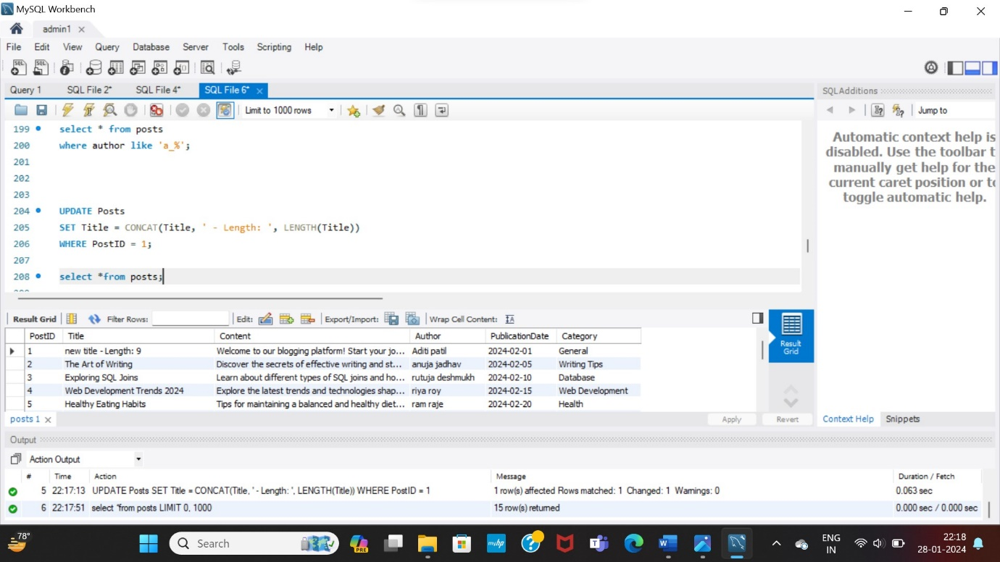 MySQL Workbench
admin1
File Edit View Query Database Server Tools Scripting Help
Query 1 SQL File 2* SQL File 4* SQL File 6*
SQLAdditions
Limit to 1000 rows
Jump to
199 select * from posts
200 where author like 'a_%';
201
202
203
204 UPDATE Posts
205 SET Title = CONCAT(Title, ' - Length: ', LENGTH(Title))
206 WHERE PostID = 1;
207
208 select *from posts;
Automatic context help is
disabled. Use the toolbar t
manually get help for the
current caret position or to
toggle automatic help.
Result Grid Filter Rows: Edit: Export/Import: Wrap Cell Content:
PostID Title Content Author PublicationDate Category
1 new title - Length: 9 Welcome to our blogging platform! Start your jo... Aditi patil 2024-02-01 General
2 The Art of Writing Discover the secrets of effective writing and st... anuja jadhav 2024-02-05 Writing Tips
3 Exploring SQL Joins Learn about different types of SQL joins and ho... rutuja deshmukh 2024-02-10 Database
4 Web Development Trends 2024 Explore the latest trends and technologies shap... riya roy 2024-02-15 Web Development
5 Healthy Eating Habits Tips for maintaining a balanced and healthy diet... ram raje 2024-02-20 Health
Result
Grid
posts 1 Apply Revert Context Help Snippets
Output
Action Output
# Time Action Message Duration / Fetch
5 22:17:13 UPDATE Posts SET Title = CONCAT(Title, ' - Length: ', LENGTH(Title)) WHERE PostID = 1 1 row(s) affected Rows matched: 1 Changed: 1 Warnings: 0 0.063 sec
6 22:17:51 select *from posts LIMIT 0, 1000 15 row(s) returned 0.000 sec / 0.000 sec
78°
Search
PRE
myhp
ENG
IN
22:18
28-01-2024